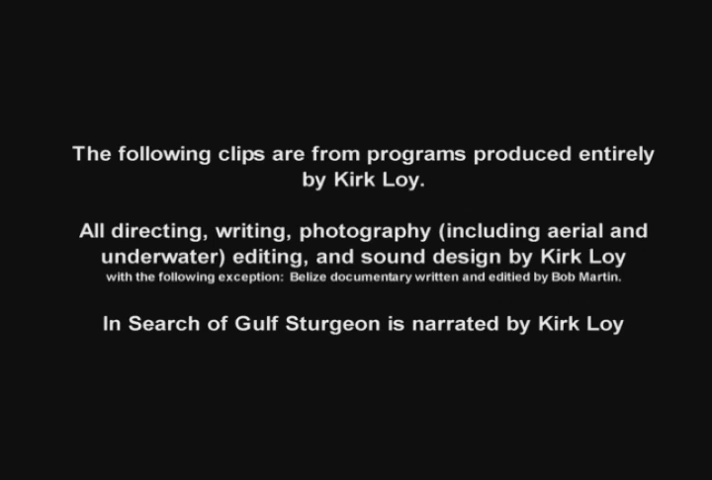 The following clips are from programs produced entirely
by Kirk Loy.
All directing, writing, photography (including aerial and
underwater) editing, and sound design by Kirk Loy
with the following exception: Belize documentary written and editied by Bob Martin.
In Search of Gulf Sturgeon is narrated by Kirk Loy